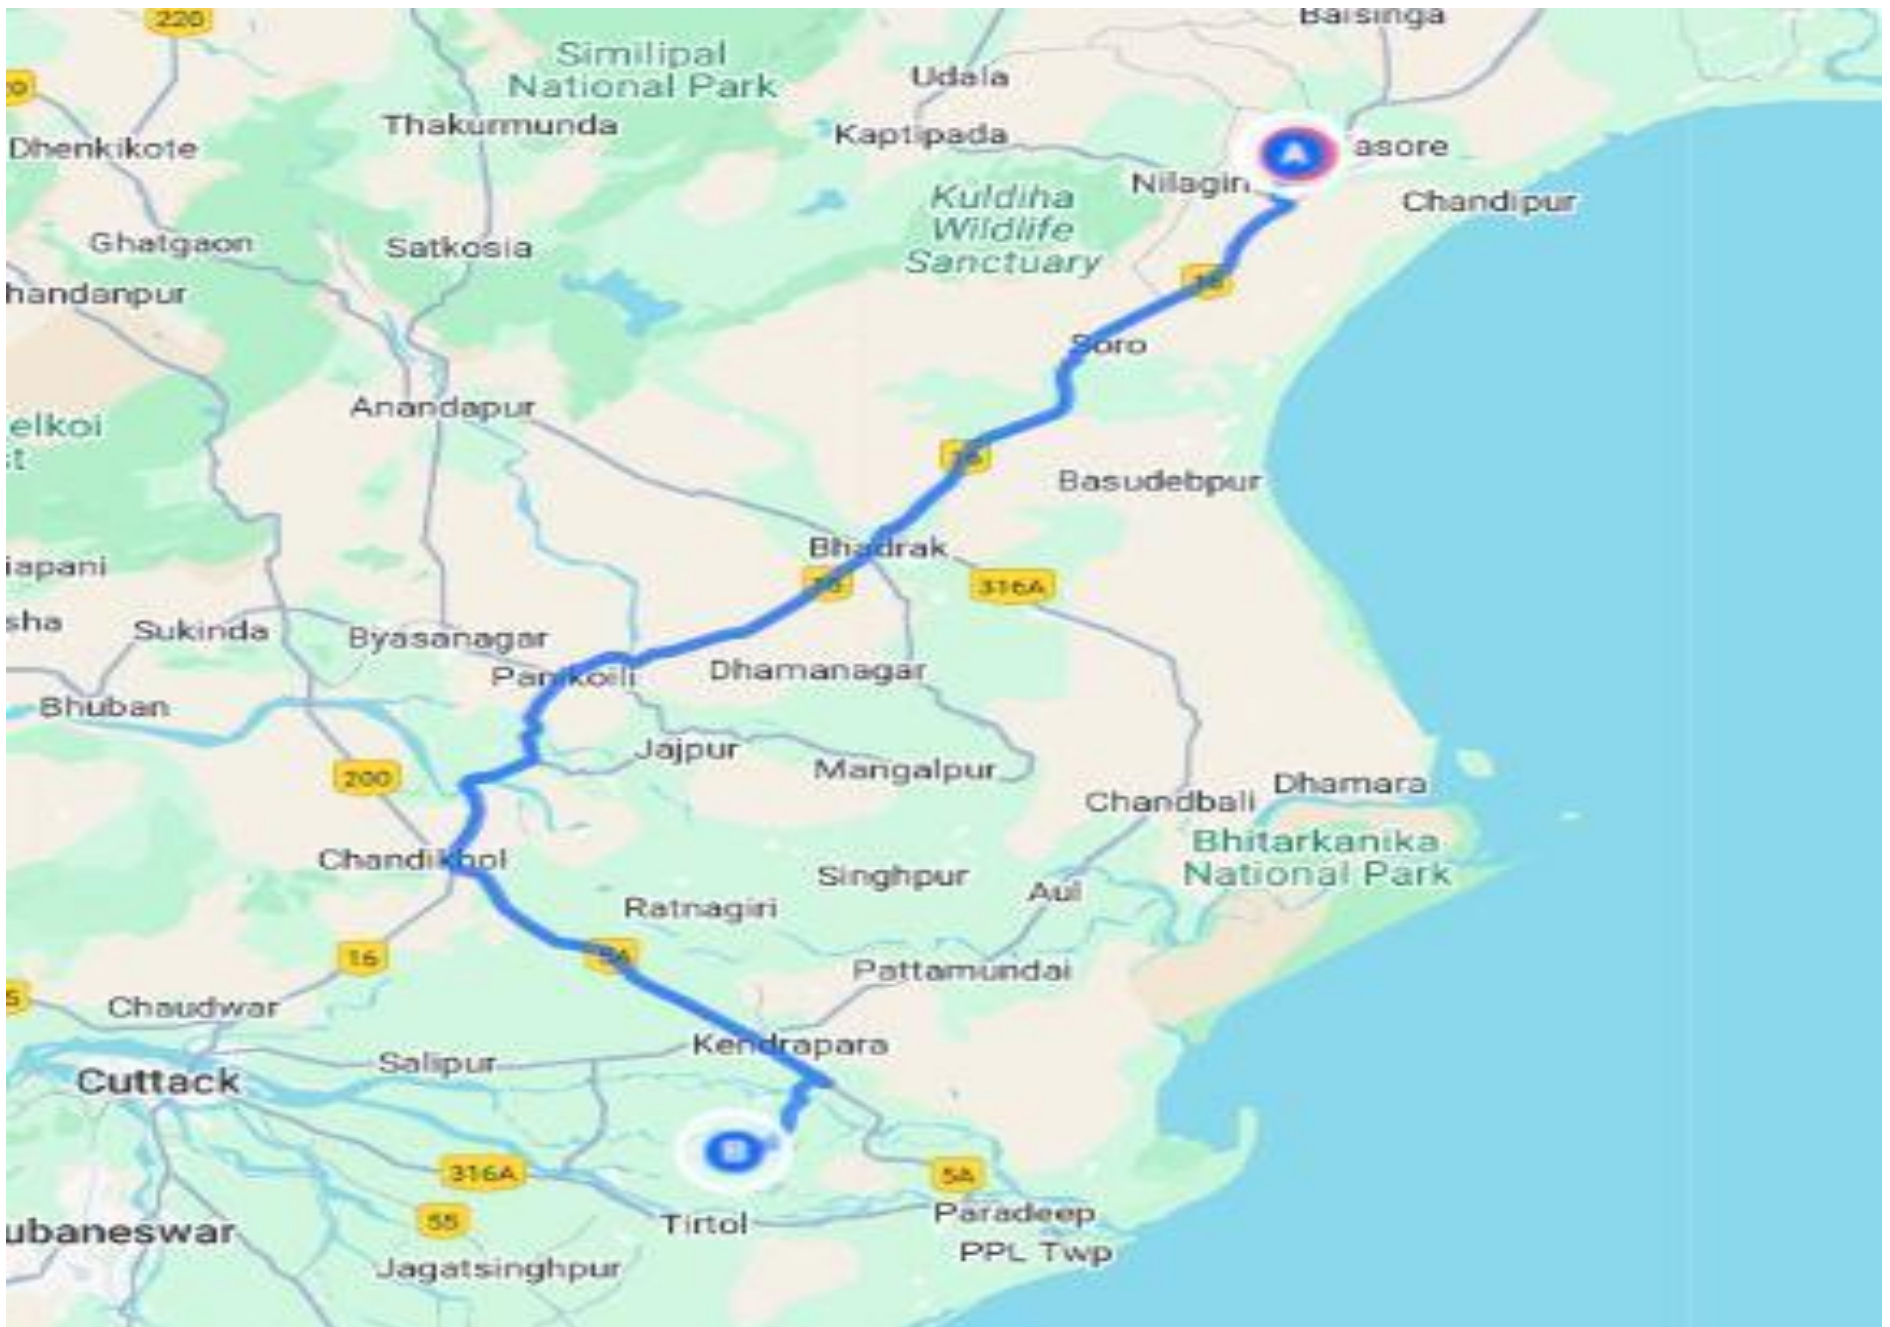 220
Baisinga
Similipal
National Park
Udala
20
Thakurmunda
Kaptipada
Dhenkikote
A
asore
Nilagiri
Kuldiha
Wildlife
Sanctuary
Chandipur
Ghatgaon
Satkosia
handanpur
16
Soro
Anandapur
elkoi
st
16
Basudebpur
Bhadrak
iapani
16
316A
sha
Sukinda
Byasanagar
Panikoili
Dhamanagar
Bhuban
Jajpur
Mangalpur
200
Dhamara
Chandbali
Bhitarkanika
National Park
Chandikhol
Singhpur
Aul
Ratnagiri
16
5A
Pattamundai
Chaudwar
Kendrapara
Salipur
Cuttack
B
316A
5A
55
Tirtol
Paradeep
ubaneswar
PPL Twp
Jagatsinghpur